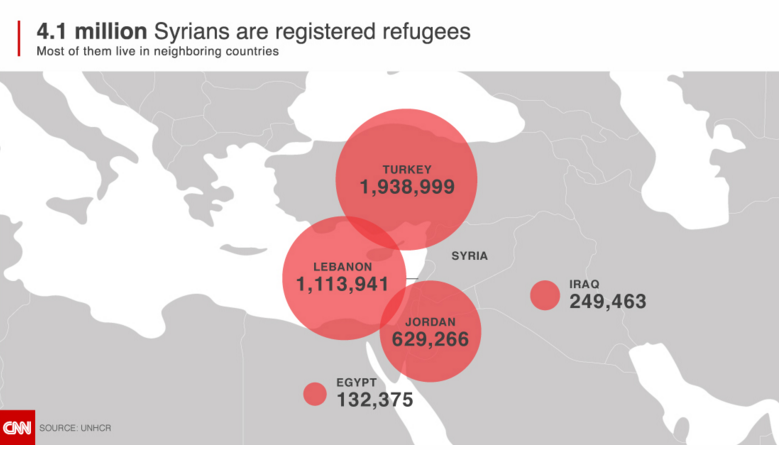 4.1 million Syrians are registered refugees
Most of them live in neighboring countries
TURKEY
1,938,999
SYRIA
LEBANON
1,113,941
IRAQ
249,463
JORDAN
629,266
EGYPT
132,375
CNN
SOURCE: UNHCR